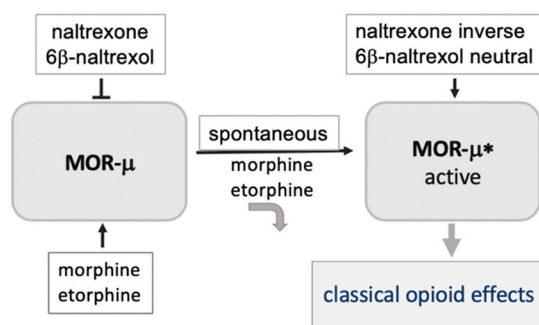 naltrexone
6β-naltrexol
naltrexone inverse
6β-naltrexol neutral
MOR-μ
spontaneous
morphine
etorphine
MOR-μ*
active
morphine
etorphine
classical opioid effects